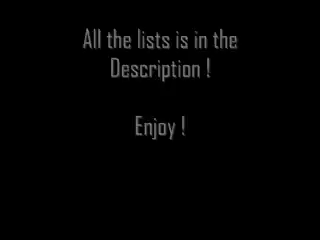 All the lists is in the
Description !
Enjoy !